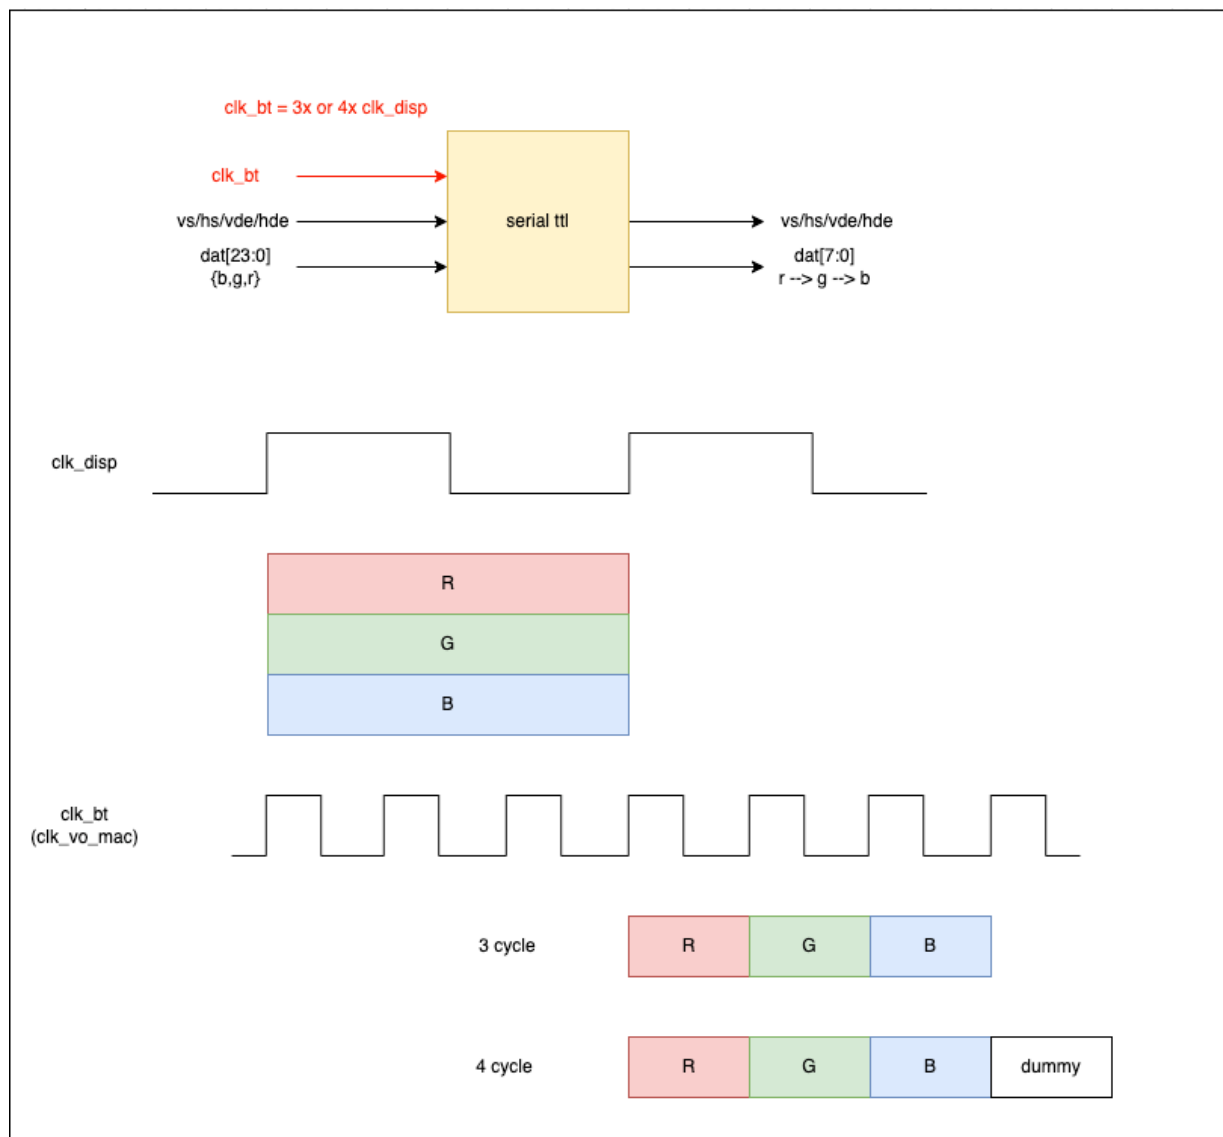 clk_bt = 3x or 4x clk_disp
clk_bt
vs/hs/vde/hde
dat[23:0]
{b,g,r}
serial ttl
vs/hs/vde/hde
dat[7:0]
r --> g --> b
clk_disp
R
G
B
clk_bt
(clk_vo_mac)
3 cycle
R
G
B
4 cycle
R
G
B
dummy